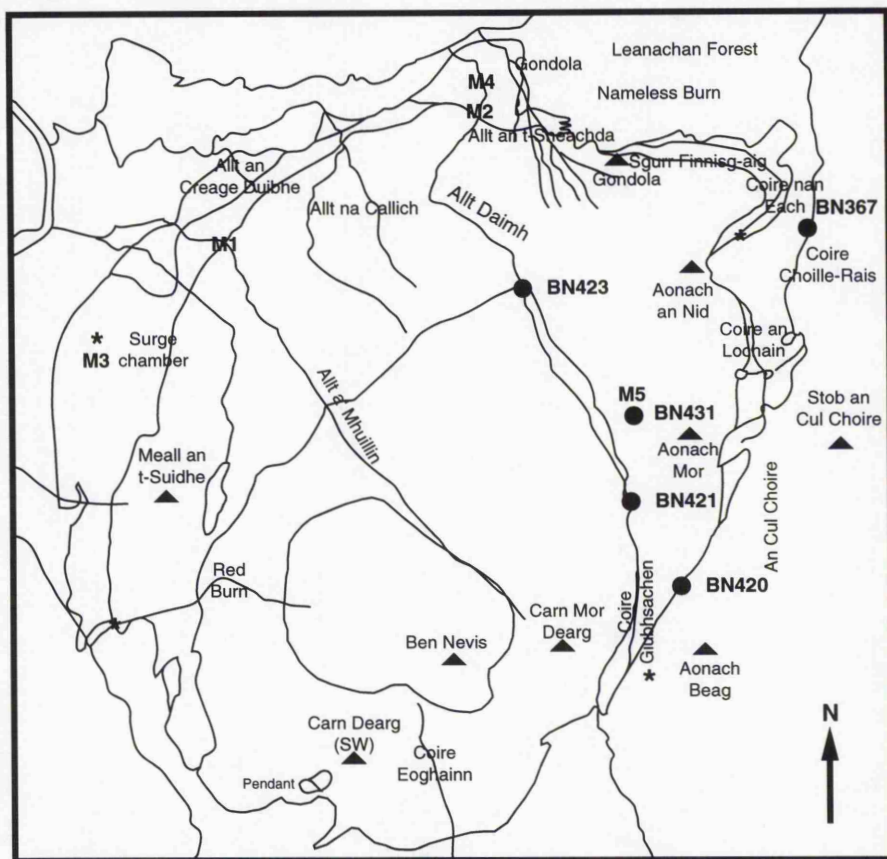 Leanachan Forest
Gondola
M4
Nameless Burn
M2
Allt an t-Sneachda
Sgurr Finnisg-aig
Allt an
Creage Duibhe
Gondola
Coire nan
Each
BN367
Allt na Callich
Allt Daimh
M1
Coire
Choille-Rais
Aonach
an Nid
BN423
Surge
chamber
*
M3
Coire an
Lochain
Allt a' Mhuillin
M5
BN431
Stob an
Cul Choire
Aonach
Mor
Meall an
t-Suidhe
BN421
An Cul Choire
Red
Burn
BN420
Coire
Giubhsachen
Carn Mor
Dearg
Ben Nevis
Aonach
Beag
N
Carn Dearg
(SW)
Coire
Eoghainn
Pendant